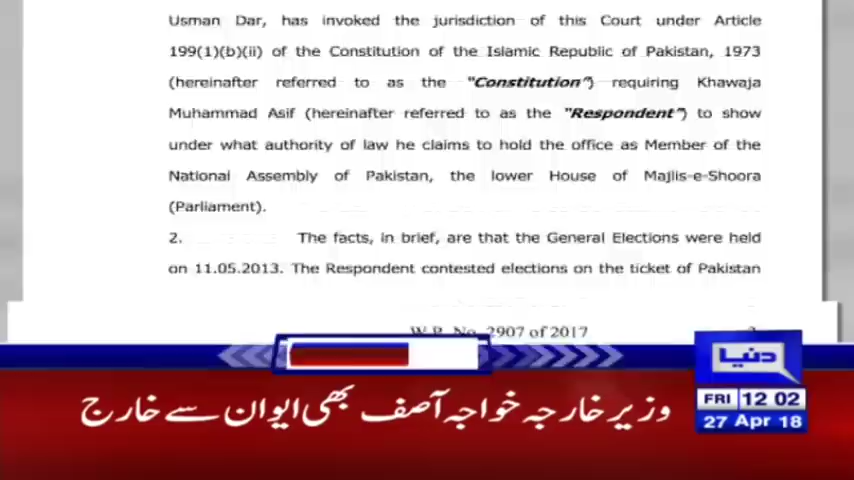 Usman Dar, has invoked the jurisdiction of this Court under Article
199(1)(b)(ii) of the Constitution of the Islamic Republic of Pakistan, 1973
(hereinafter referred to as the "Constitution") requiring Khawaja
Muhammad Asif (hereinafter referred to as the "Respondent") to show
under what authority of law he claims to hold the office as Member of the
National Assembly of Pakistan, the lower House of Majlis-e-Shoora
(Parliament).
2. The facts, in brief, are that the General Elections were held
on 11.05.2013. The Respondent contested elections on the ticket of Pakistan
W.P. No. 2907 of 2017
دنیا
FRI 12 02
27 Apr 18
وزیر خارجہ خواجہ آصف بھی ایوان سے خارج